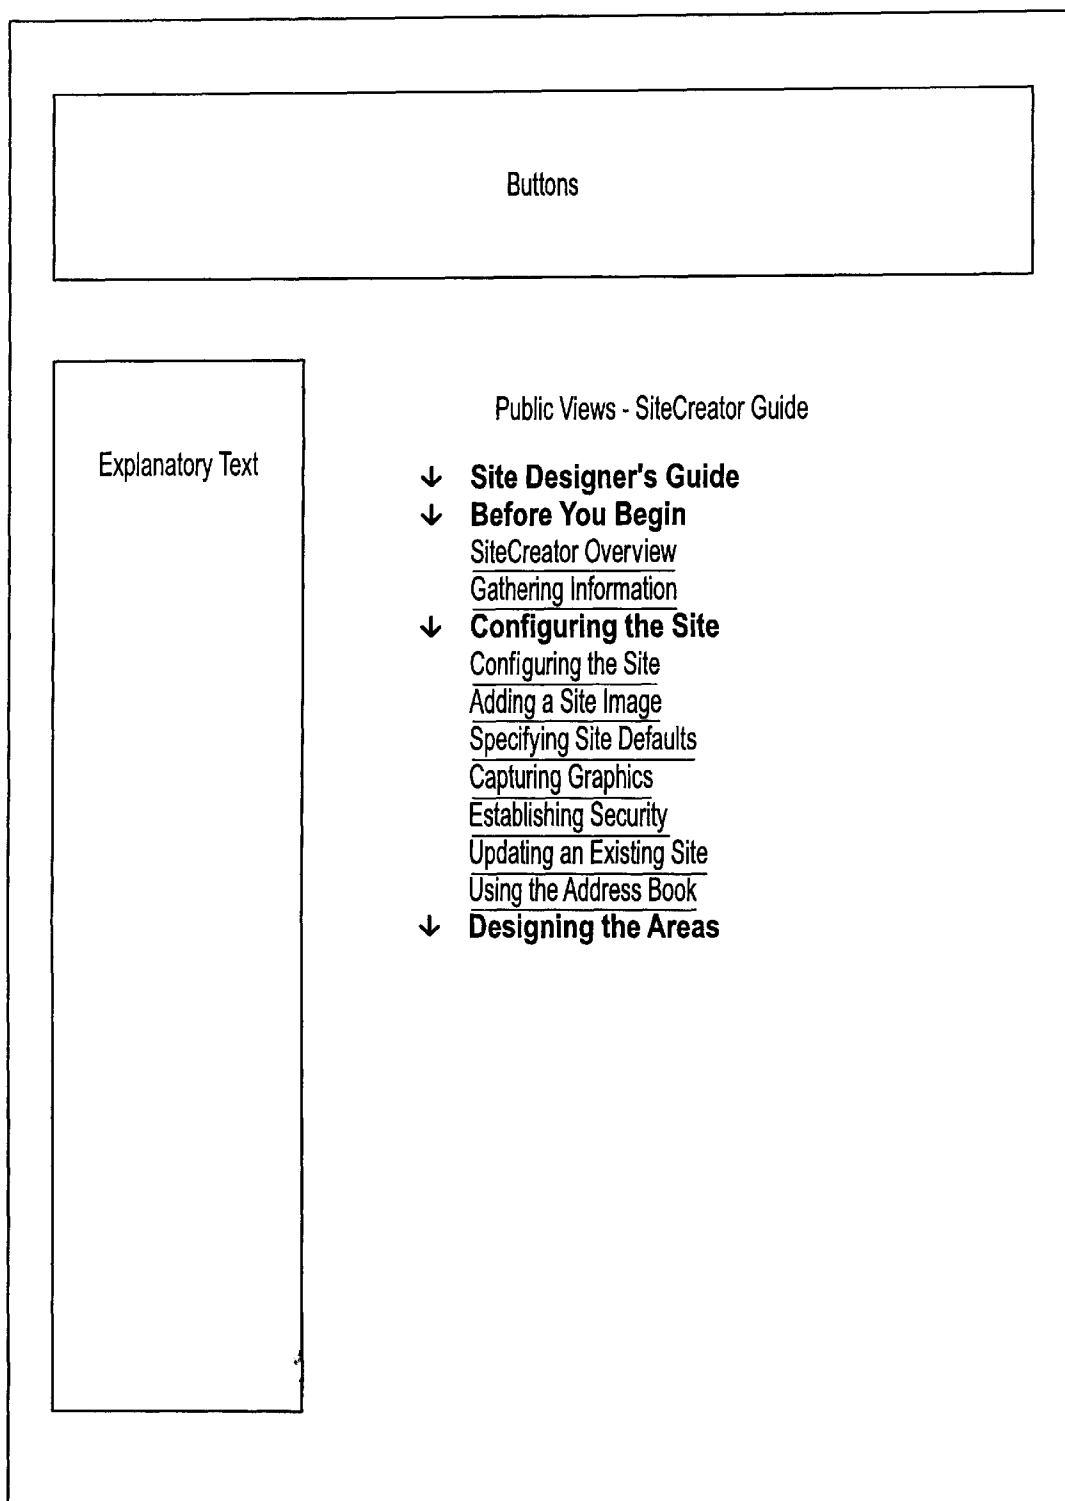 Buttons
Explanatory Text
Public Views - SiteCreator Guide
↓ Site Designer's Guide
↓ Before You Begin
SiteCreator Overview
Gathering Information
↓ Configuring the Site
Configuring the Site
Adding a Site Image
Specifying Site Defaults
Capturing Graphics
Establishing Security
Updating an Existing Site
Using the Address Book
↓ Designing the Areas